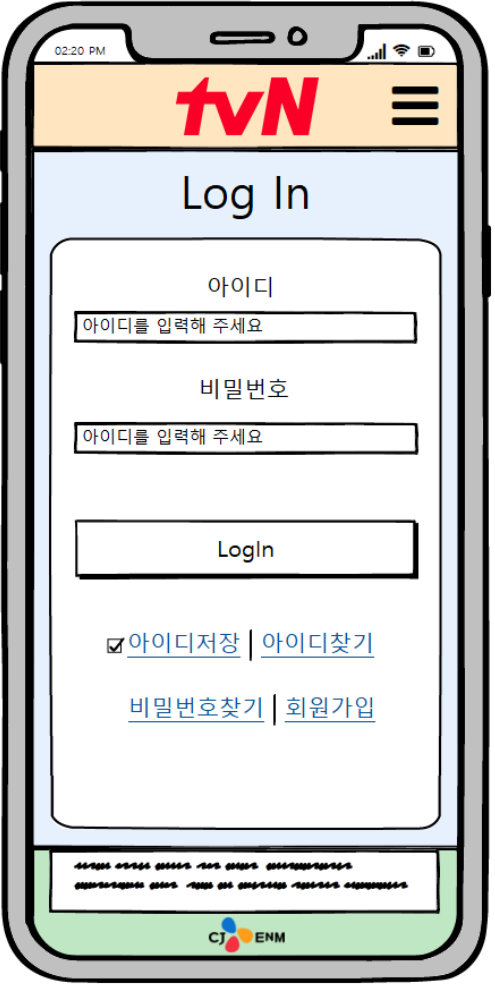 02:20 PM
tvN
Log In
아이디
아이디를 입력해 주세요
비밀번호
아이디를 입력해 주세요
LogIn
아이디저장 | 아이디찾기
비밀번호찾기 | 회원가입
CJ ENM